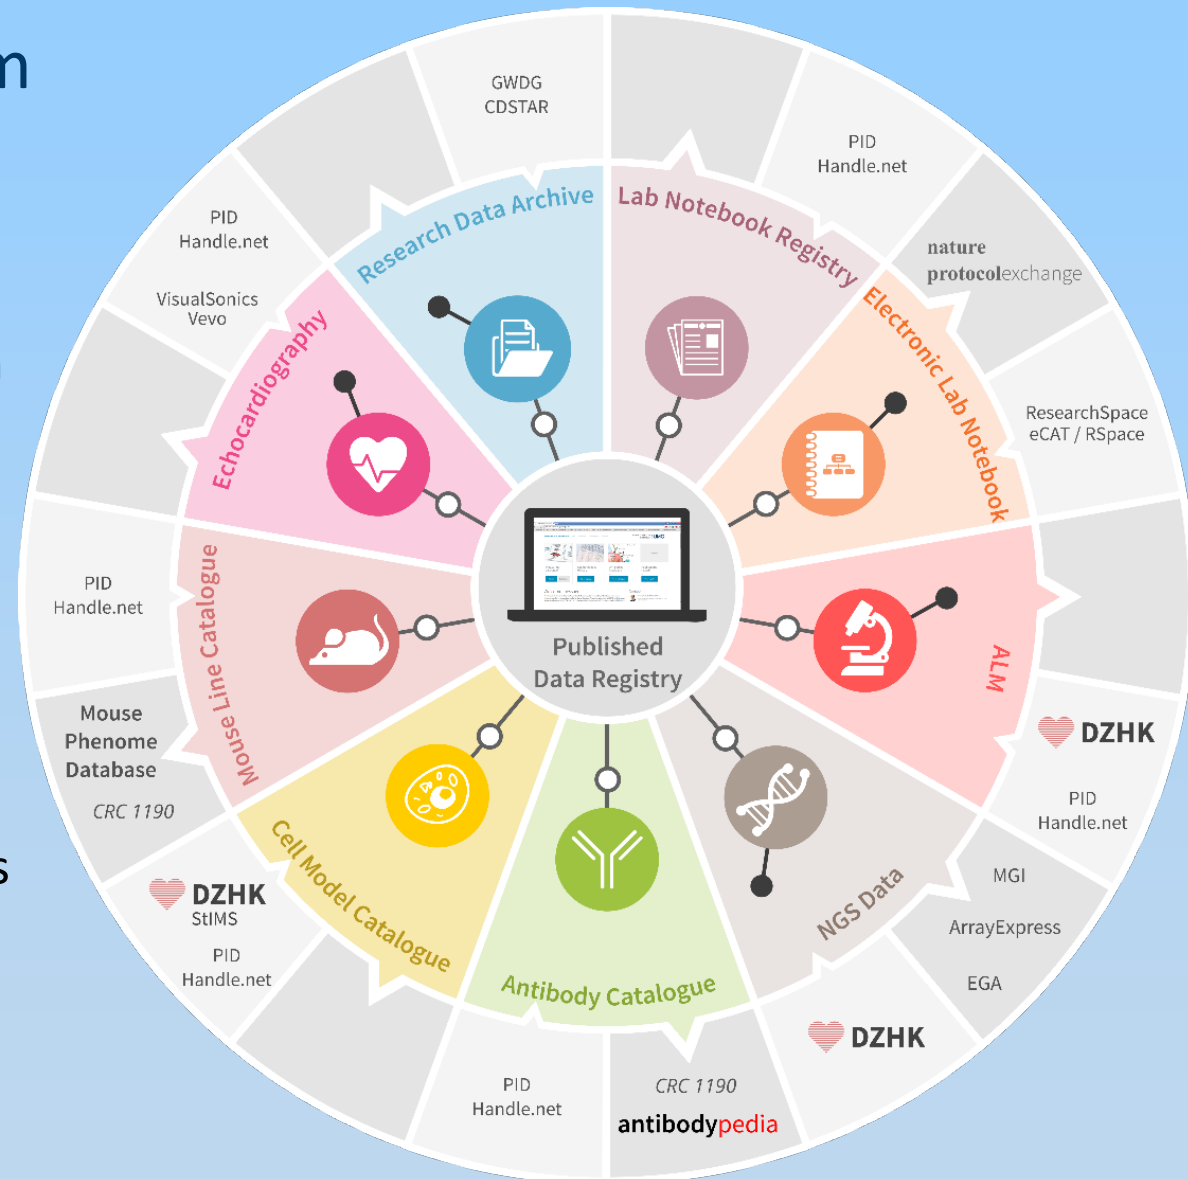 m
s
GWDG
CDSTAR
PID
Handle.net
nature
protocolexchange
ResearchSpace
eCAT / RSpace
DZHK
PID
Handle.net
MGI
ArrayExpress
EGA
DZHK
CRC 1190
antibodypedia
PID
Handle.net
DZHK
StIMS
PID
Handle.net
Mouse
Phenome
Database
CRC 1190
PID
Handle.net
PID
Handle.net
VisualSonics
Vevo
Research Data Archive
Lab Notebook Registry
Electronic Lab Notebook
ALM
NGS Data
Antibody Catalogue
Cell Model Catalogue
Mouse Line Catalogue
Echocardiography
Published
Data Registry